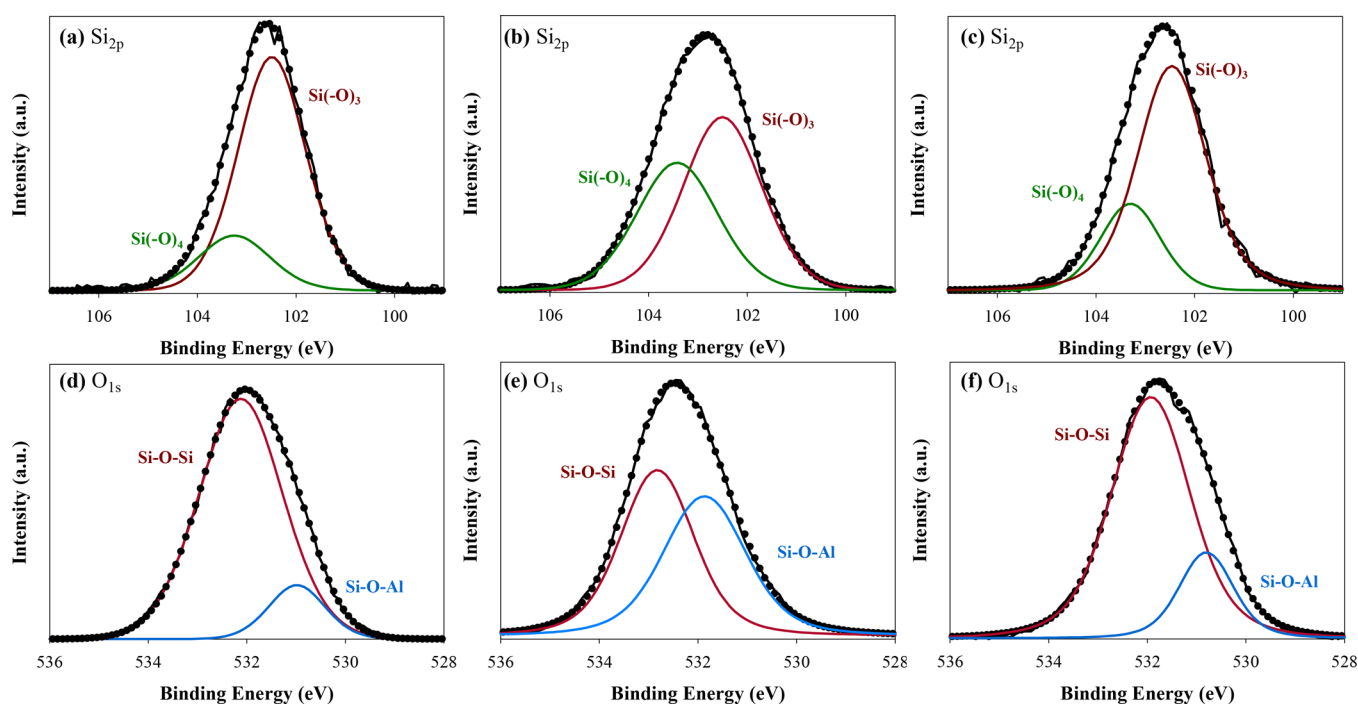 (a) Si2p
Si(-O)3
Si(-O)4
Intensity (a.u.)
106 104 102 100
Binding Energy (eV)
(b) Si2p
Si(-O)3
Si(-O)4
Intensity (a.u.)
106 104 102 100
Binding Energy (eV)
(c) Si2p
Si(-O)3
Si(-O)4
Intensity (a.u.)
106 104 102 100
Binding Energy (eV)
(d) O1s
Si-O-Si
Si-O-Al
Intensity (a.u.)
536 534 532 530 528
Binding Energy (eV)
(e) O1s
Si-O-Si
Si-O-Al
Intensity (a.u.)
536 534 532 530 528
Binding Energy (eV)
(f) O1s
Si-O-Si
Si-O-Al
Intensity (a.u.)
536 534 532 530 528
Binding Energy (eV)